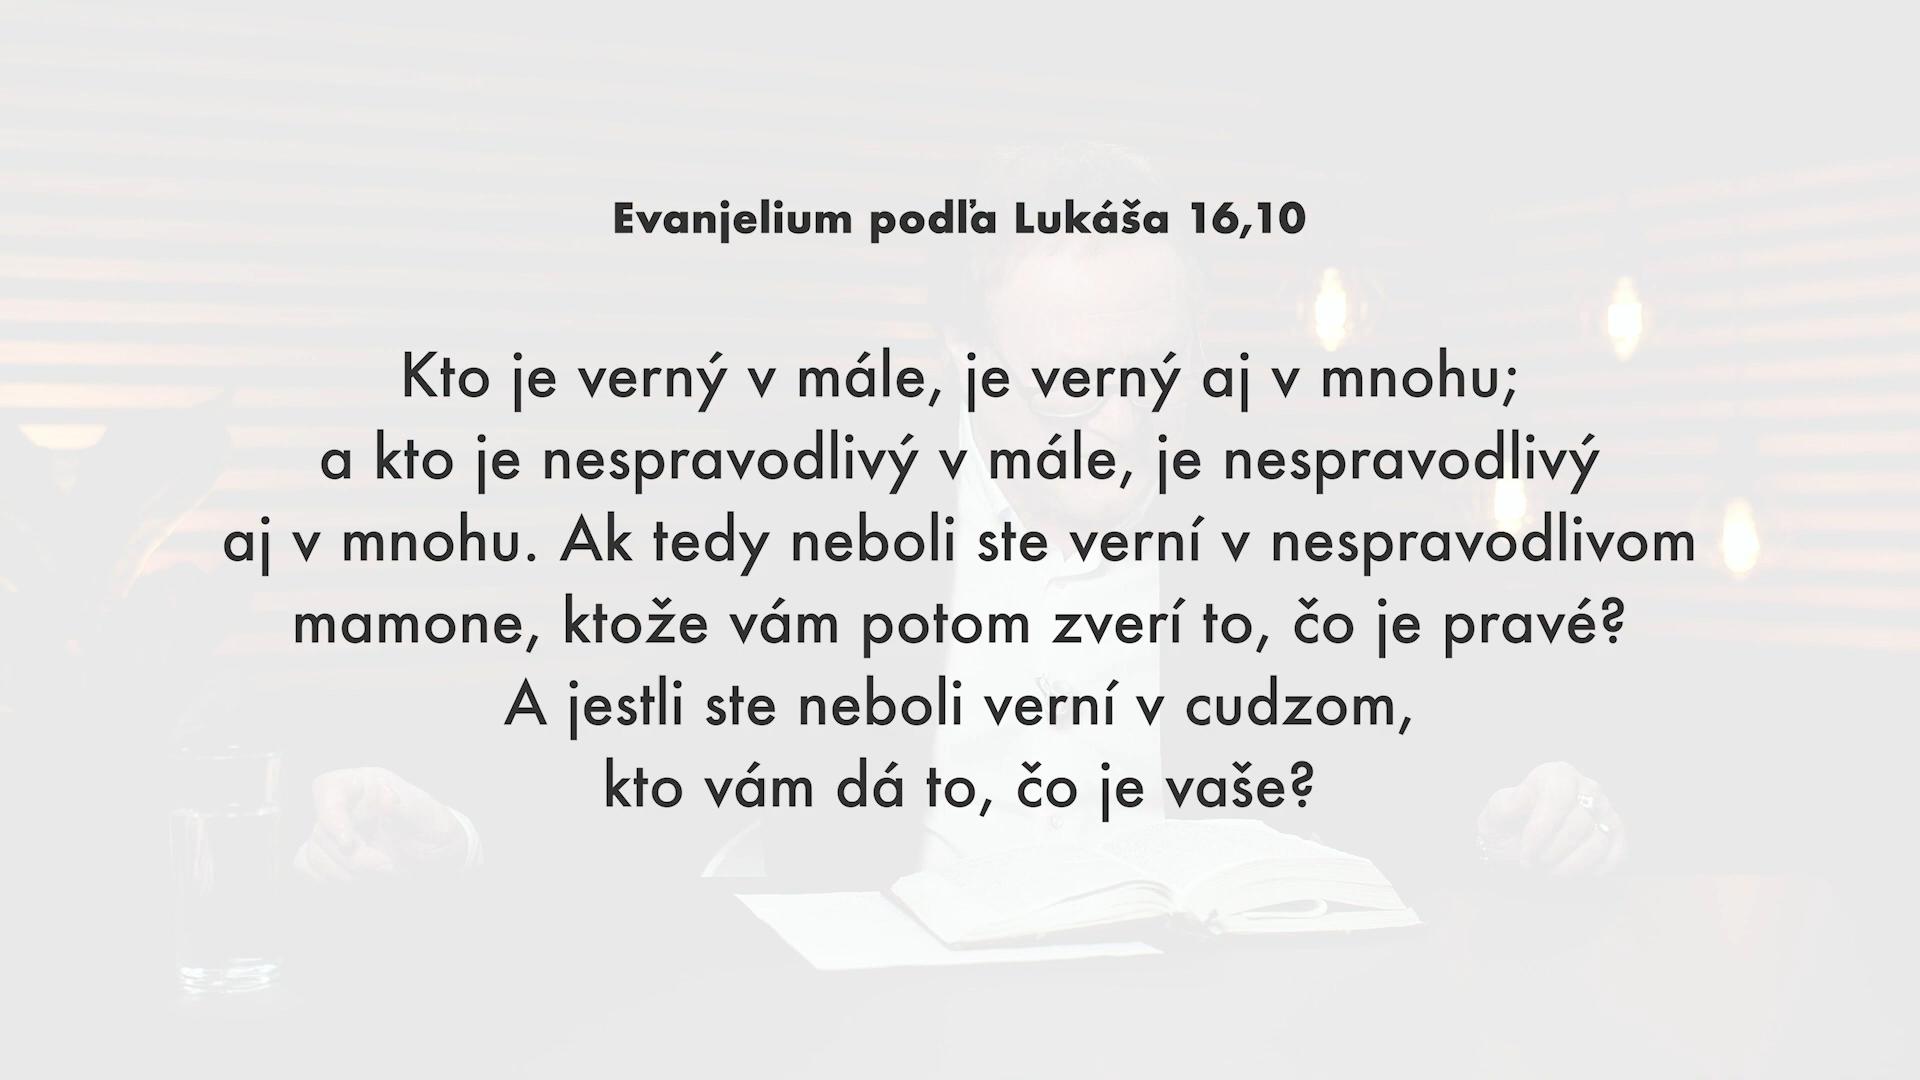 Evanjelium podľa Lukáša 16,10
Kto je verný v mále, je verný aj v mnohu;
a kto je nespravodlivý v mále, je nespravodlivý
aj v mnohu. Ak tedy neboli ste verní v nespravodlivom
mamone, ktože vám potom zverí to, čo je pravé?
A jestli ste neboli verní v cudzom,
kto vám dá to, čo je vaše?